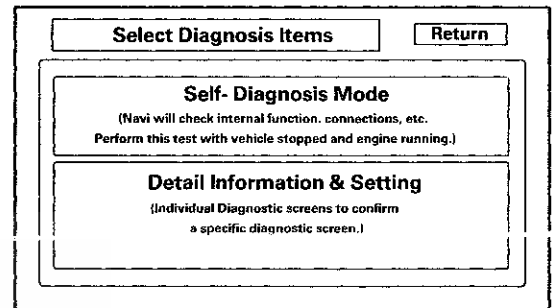 Select Diagnosis Items
Return
Self- Diagnosis Mode
(Navi will check internal function. connections, etc.
Perform this test with vehicle stopped and engine running.)
Detail Information & Setting
(Individual Diagnostic screens to confirm
a specific diagnostic screen.)